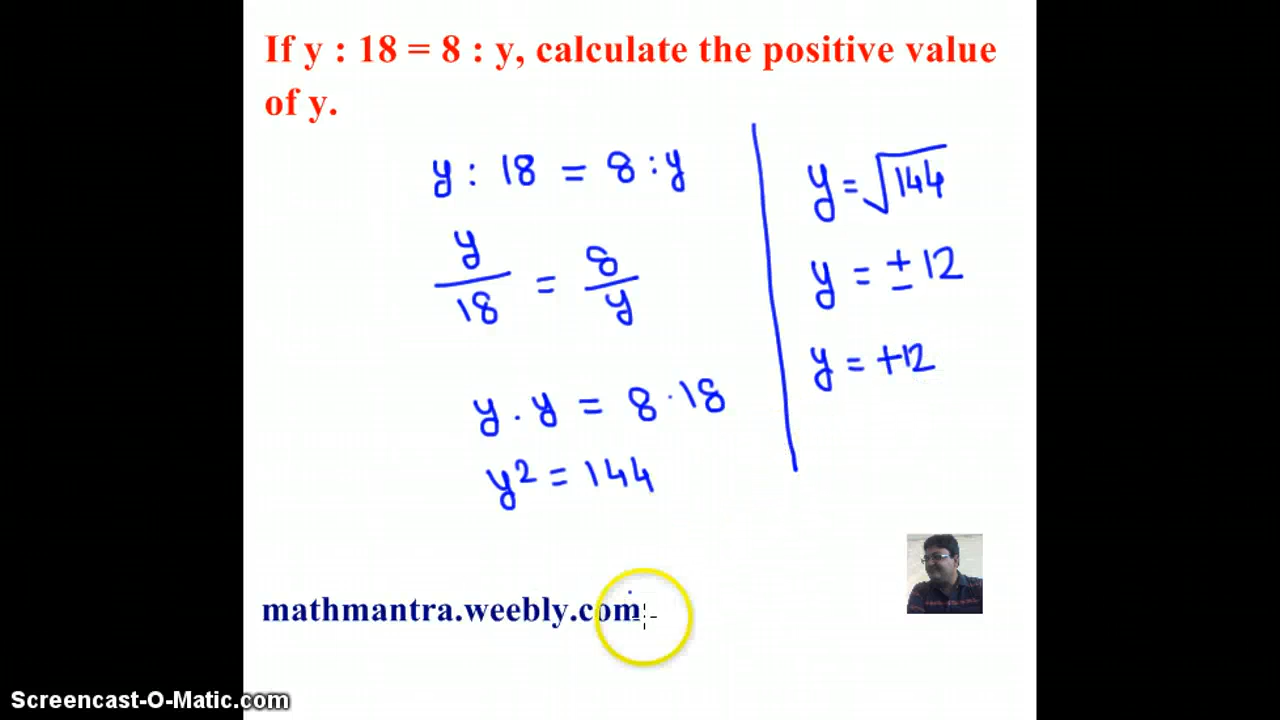 If y : 18 = 8 : y, calculate the positive value
of y.
y : 18 = 8 : y
y/18 = 8/y
y . y = 8 . 18
y² = 144
y = √144
y = ± 12
y = +12
mathmantra.weebly.com
Screencast-O-Matic.com